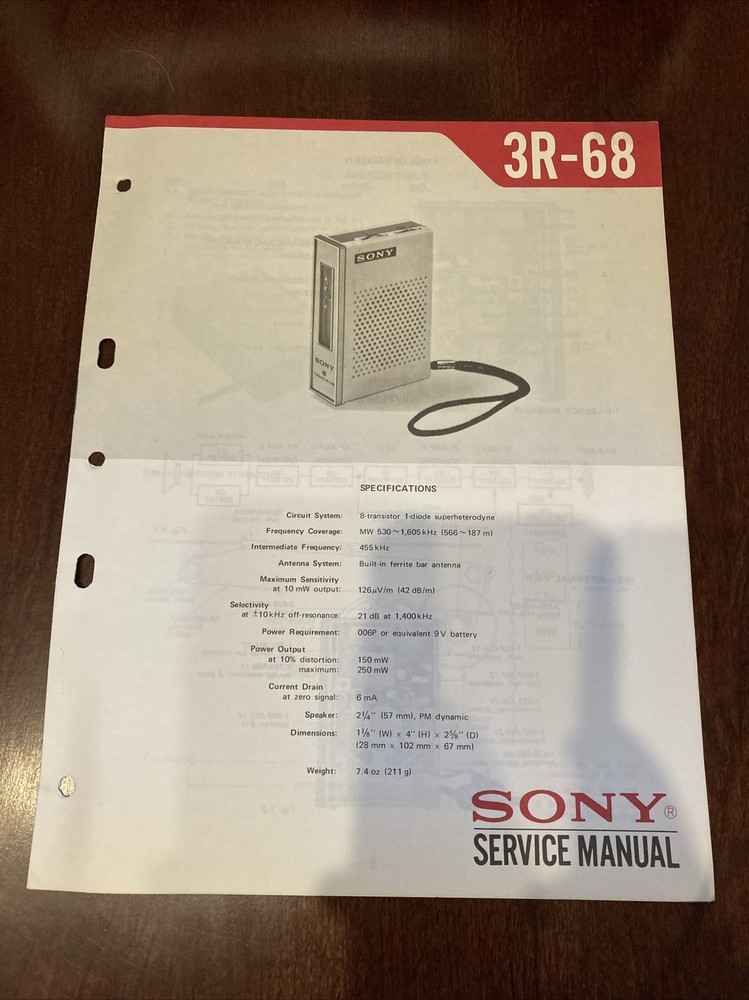 3R-68
SONY
SONY
SPECIFICATIONS
Circuit System: 8-transistor 1-diode superheterodyne
Frequency Coverage: MW 530~1,605 kHz (566~187 m)
Intermediate Frequency: 455 kHz
Antenna System: Built-in ferrite bar antenna
Maximum Sensitivity
at 10 mW output: 126μV/m (42 dB/m)
Selectivity
at ±10 kHz off-resonance: 21 dB at 1,400 kHz
Power Requirement: 006P or equivalent 9 V battery
Power Output
at 10% distortion: 150 mW
maximum: 250 mW
Current Drain
at zero signal: 6 mA
Speaker: 2¼" (57 mm), PM dynamic
Dimensions: 1⅛" (W) x 4" (H) x 2⅝" (D)
(28 mm x 102 mm x 67 mm)
Weight: 7.4 oz (211 g)
SONY®
SERVICE MANUAL